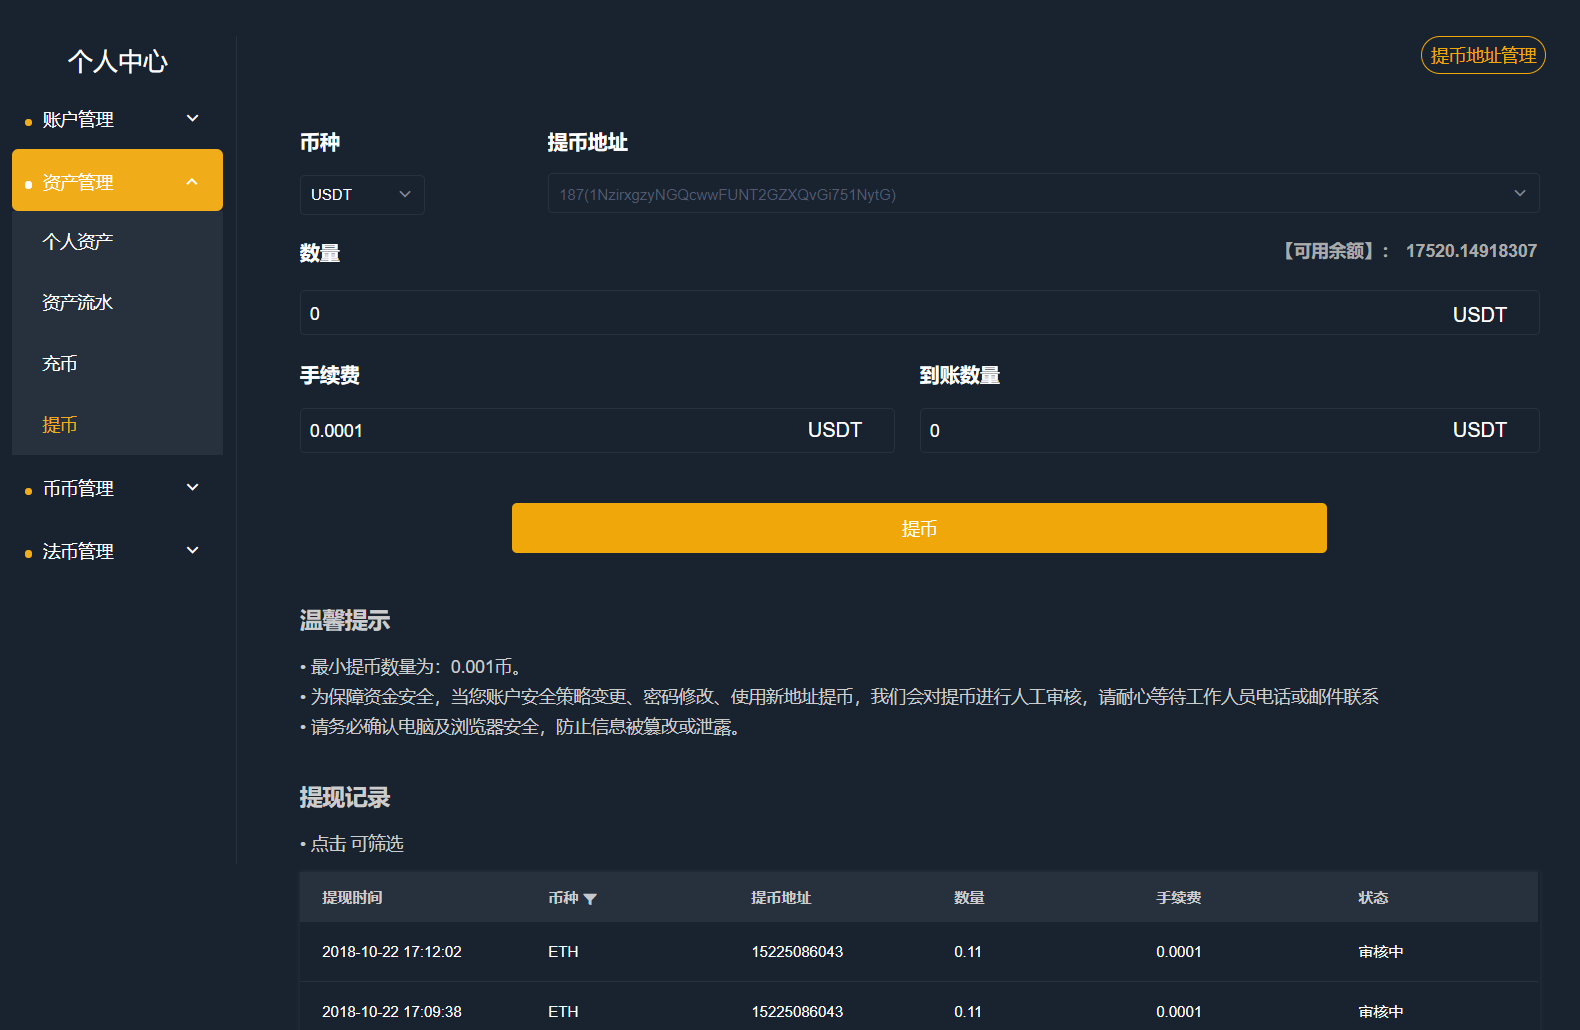 个人中心
账户管理
资产管理
个人资产
资产流水
充币
提币
币币管理
法币管理
提币地址管理
币种 提币地址
USDT 187(1NzirxgzyNGQcwwFUNT2GZXQvGi751NytG)
数量 【可用余额】： 17520.14918307
0 USDT
手续费 到账数量
0.0001 USDT 0 USDT
提币
温馨提示
• 最小提币数量为：0.001币。
• 为保障资金安全，当您账户安全策略变更、密码修改、使用新地址提币，我们会对提币进行人工审核，请耐心等待工作人员电话或邮件联系
• 请务必确认电脑及浏览器安全，防止信息被篡改或泄露。
提现记录
• 点击 可筛选
提现时间 币种 提币地址 数量 手续费 状态
2018-10-22 17:12:02 ETH 15225086043 0.11 0.0001 审核中
2018-10-22 17:09:38 ETH 15225086043 0.11 0.0001 审核中